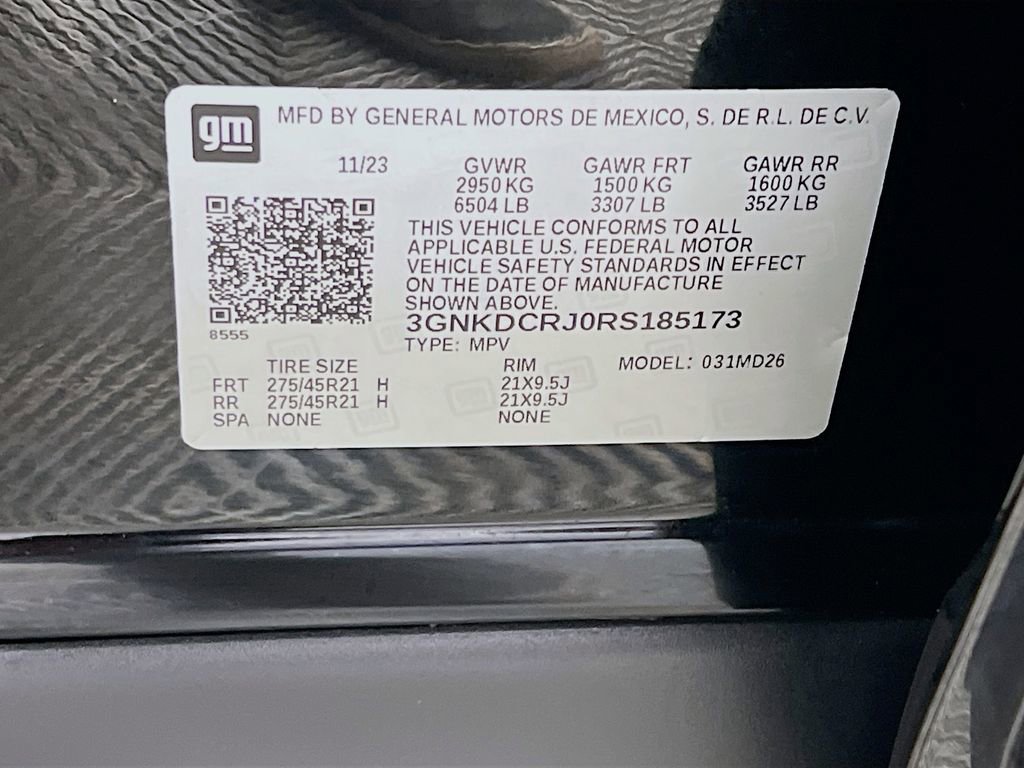 gm
MFD BY GENERAL MOTORS DE MEXICO, S. DE R.L. DE C.V.
11/23 GVWR GAWR FRT GAWR RR
2950 KG 1500 KG 1600 KG
6504 LB 3307 LB 3527 LB
THIS VEHICLE CONFORMS TO ALL
APPLICABLE U.S. FEDERAL MOTOR
VEHICLE SAFETY STANDARDS IN EFFECT
ON THE DATE OF MANUFACTURE
SHOWN ABOVE.
8555
3GNKDCRJ0RS185173
TYPE: MPV
TIRE SIZE RIM MODEL: 031MD26
FRT 275/45R21 H 21X9.5J
RR 275/45R21 H 21X9.5J
SPA NONE NONE